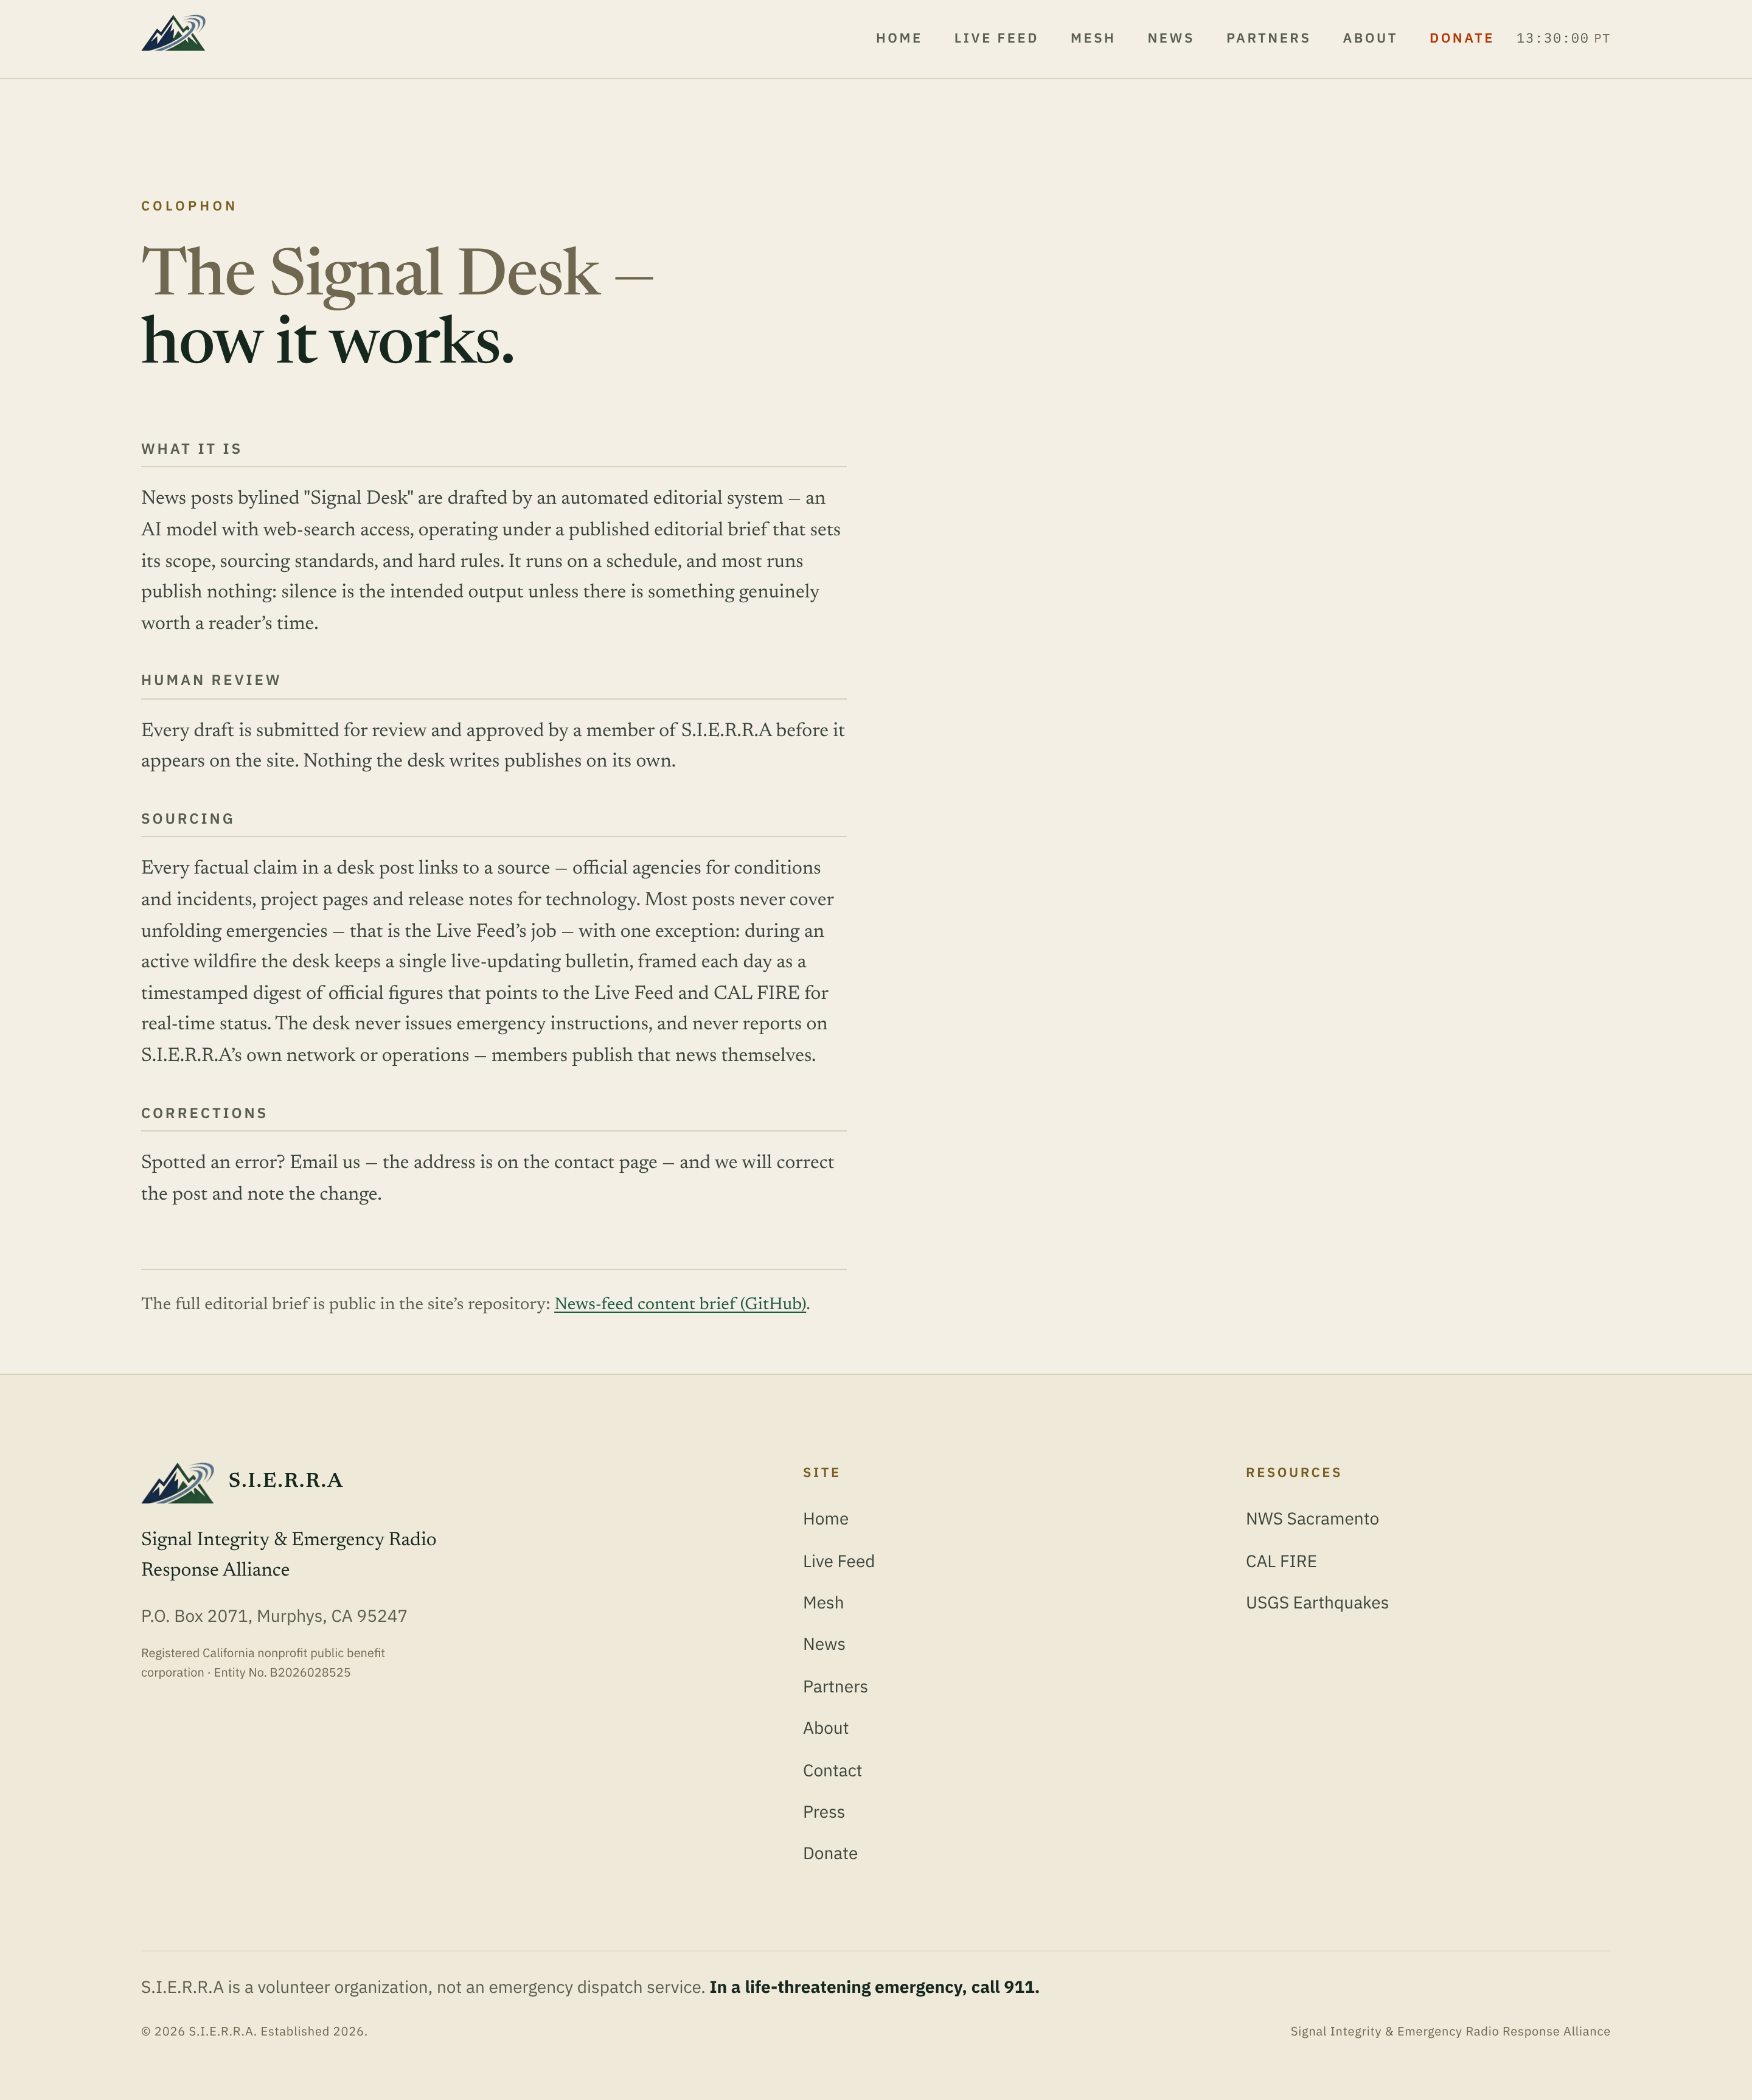 HOME LIVE FEED MESH NEWS PARTNERS ABOUT DONATE 13:30:00 PT
COLOPHON
The Signal Desk —
how it works.
WHAT IT IS
News posts bylined "Signal Desk" are drafted by an automated editorial system — an
AI model with web-search access, operating under a published editorial brief that sets
its scope, sourcing standards, and hard rules. It runs on a schedule, and most runs
publish nothing: silence is the intended output unless there is something genuinely
worth a reader’s time.
HUMAN REVIEW
Every draft is submitted for review and approved by a member of S.I.E.R.R.A before it
appears on the site. Nothing the desk writes publishes on its own.
SOURCING
Every factual claim in a desk post links to a source — official agencies for conditions
and incidents, project pages and release notes for technology. Most posts never cover
unfolding emergencies — that is the Live Feed’s job — with one exception: during an
active wildfire the desk keeps a single live-updating bulletin, framed each day as a
timestamped digest of official figures that points to the Live Feed and CAL FIRE for
real-time status. The desk never issues emergency instructions, and never reports on
S.I.E.R.R.A’s own network or operations — members publish that news themselves.
CORRECTIONS
Spotted an error? Email us — the address is on the contact page — and we will correct
the post and note the change.
The full editorial brief is public in the site’s repository: News-feed content brief (GitHub).
S.I.E.R.R.A
Signal Integrity & Emergency Radio
Response Alliance
P.O. Box 2071, Murphys, CA 95247
Registered California nonprofit public benefit
corporation · Entity No. B2026028525
SITE
Home
Live Feed
Mesh
News
Partners
About
Contact
Press
Donate
RESOURCES
NWS Sacramento
CAL FIRE
USGS Earthquakes
S.I.E.R.R.A is a volunteer organization, not an emergency dispatch service. In a life-threatening emergency, call 911.
© 2026 S.I.E.R.R.A. Established 2026.
Signal Integrity & Emergency Radio Response Alliance